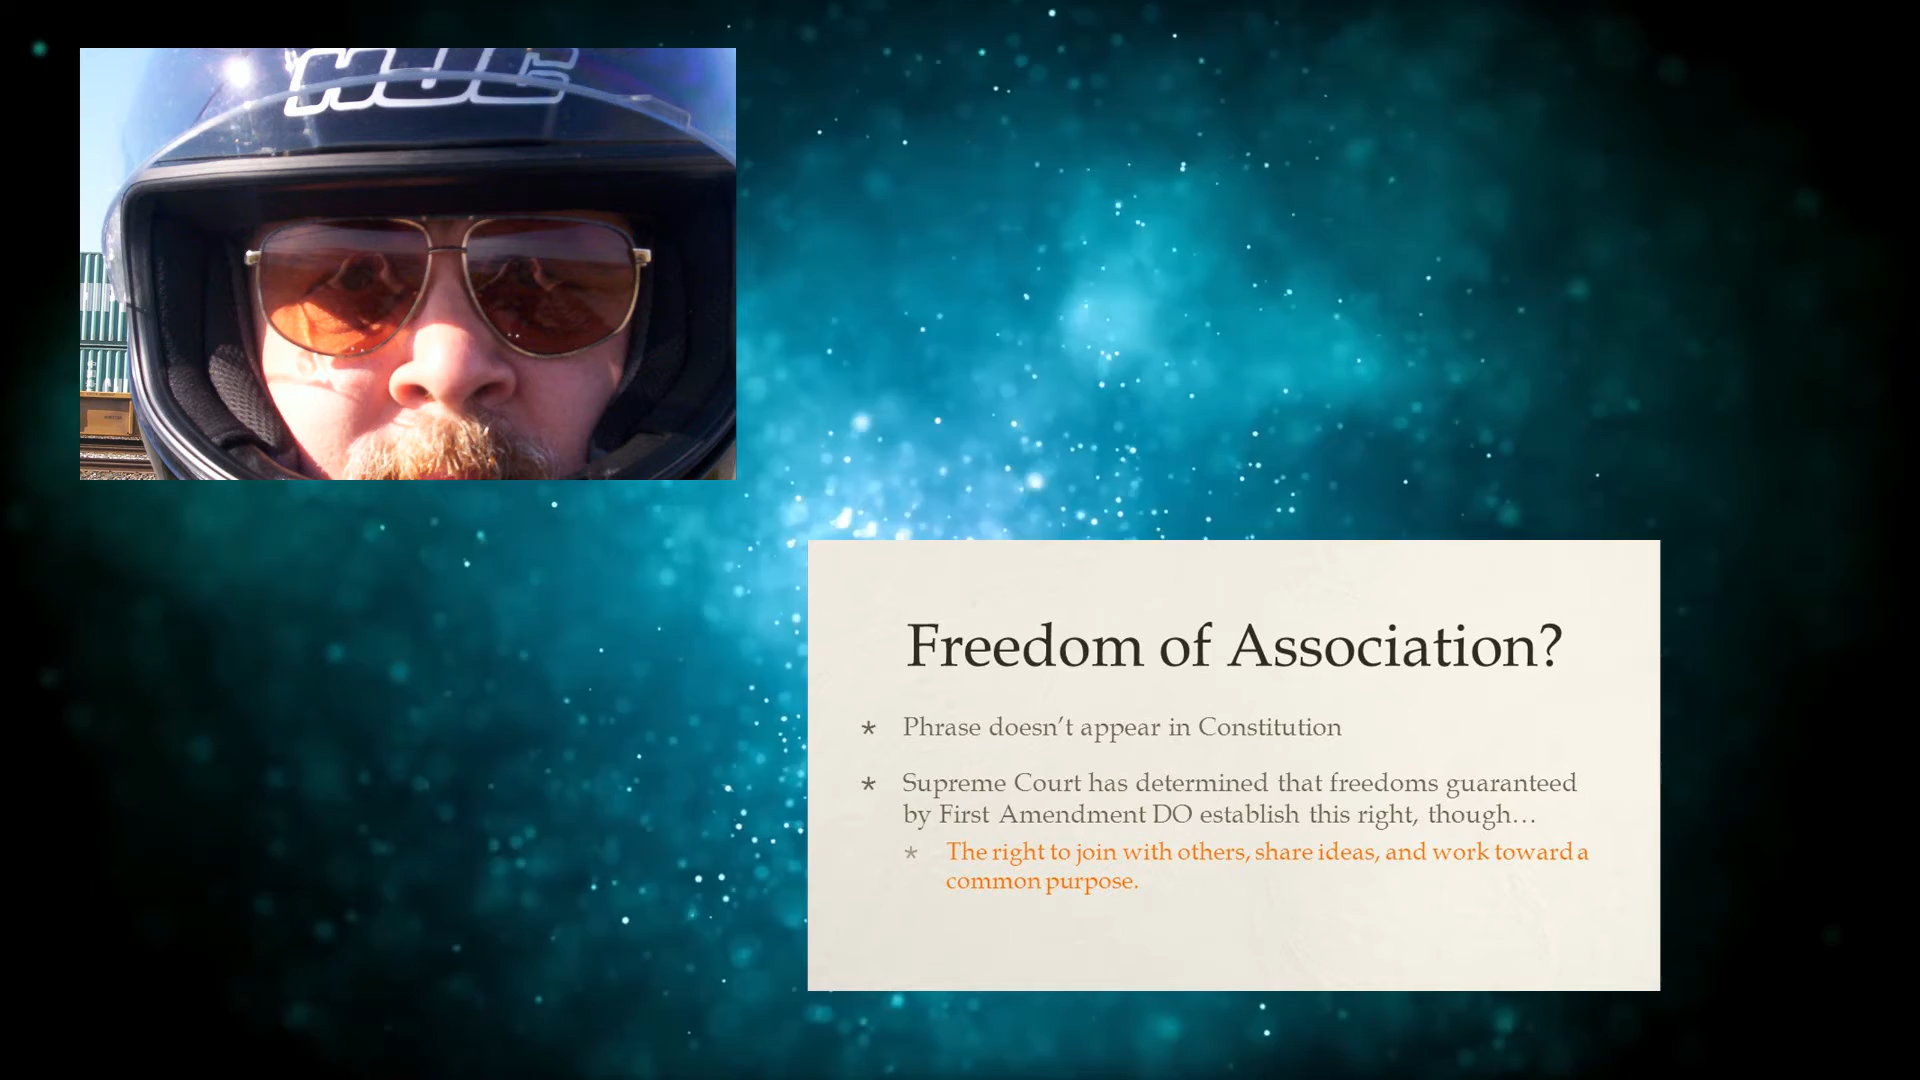 HJC
Freedom of Association?
* Phrase doesn’t appear in Constitution
* Supreme Court has determined that freedoms guaranteed
by First Amendment DO establish this right, though…
* The right to join with others, share ideas, and work toward a
common purpose.